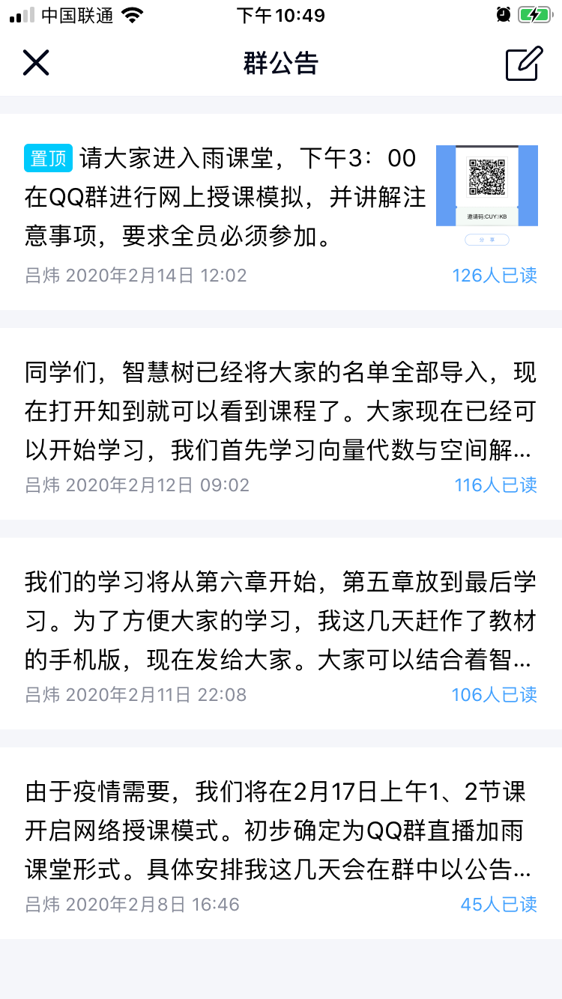 中国联通
下午10:49
群公告
置顶 请大家进入雨课堂，下午3：00
在QQ群进行网上授课模拟，并讲解注
意事项，要求全员必须参加。
邀请码:CUY3KB
分 享
吕炜 2020年2月14日 12:02
126人已读
同学们，智慧树已经将大家的名单全部导入，现
在打开知到就可以看到课程了。大家现在已经可
以开始学习，我们首先学习向量代数与空间解...
吕炜 2020年2月12日 09:02
116人已读
我们的学习将从第六章开始，第五章放到最后学
习。为了方便大家的学习，我这几天赶作了教材
的手机版，现在发给大家。大家可以结合着智...
吕炜 2020年2月11日 22:08
106人已读
由于疫情需要，我们将在2月17日上午1、2节课
开启网络授课模式。初步确定为QQ群直播加雨
课堂形式。具体安排我这几天会在群中以公告...
吕炜 2020年2月8日 16:46
45人已读